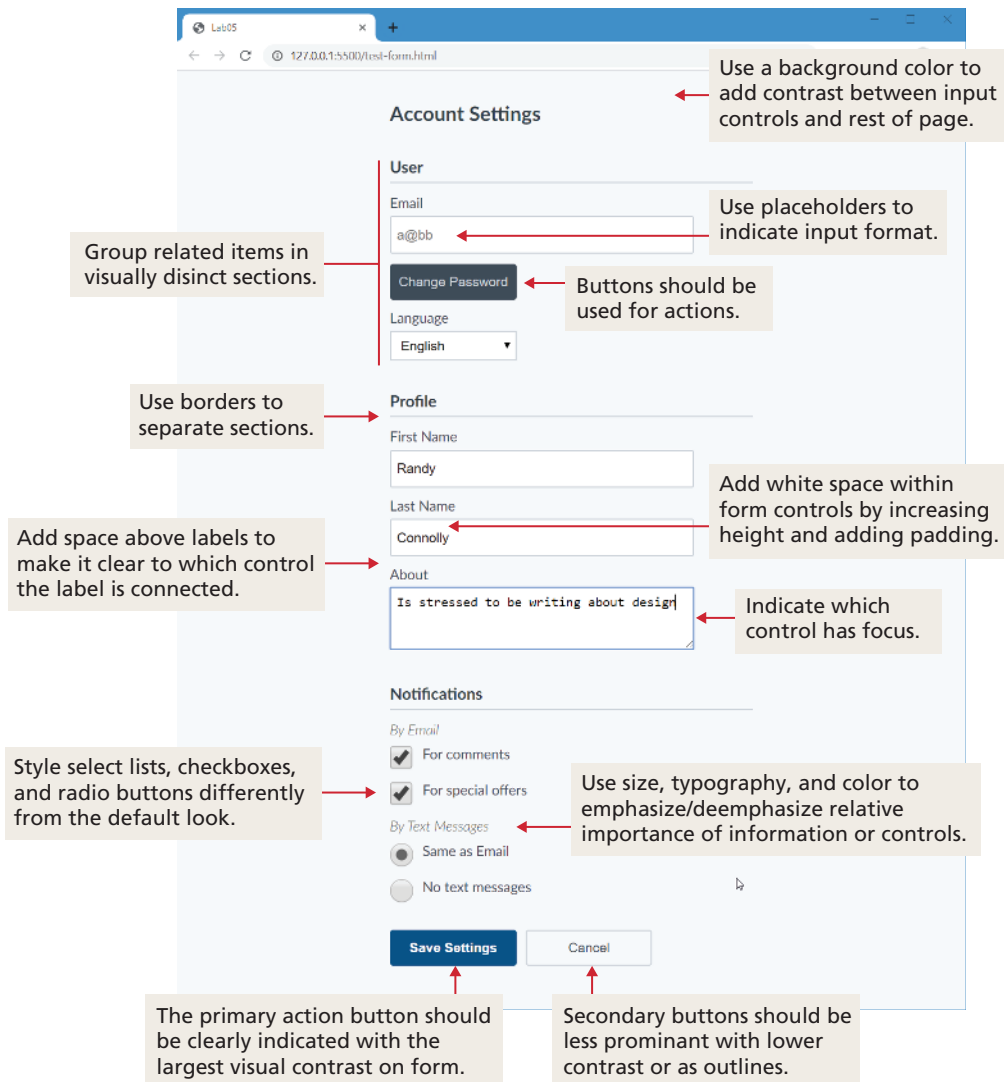 Lab05
127.0.0.1:5500/test-form.html
Use a background color to
add contrast between input
controls and rest of page.
Account Settings
User
Email
a@bb
Use placeholders to
indicate input format.
Group related items in
visually disinct sections.
Change Password
Buttons should be
used for actions.
Language
English
Use borders to
separate sections.
Profile
First Name
Randy
Last Name
Connolly
Add white space within
form controls by increasing
height and adding padding.
Add space above labels to
make it clear to which control
the label is connected.
About
Is stressed to be writing about design
Indicate which
control has focus.
Notifications
By Email
For comments
For special offers
Style select lists, checkboxes,
and radio buttons differently
from the default look.
Use size, typography, and color to
emphasize/deemphasize relative
importance of information or controls.
By Text Messages
Same as Email
No text messages
Save Settings
Cancel
The primary action button should
be clearly indicated with the
largest visual contrast on form.
Secondary buttons should be
less prominant with lower
contrast or as outlines.